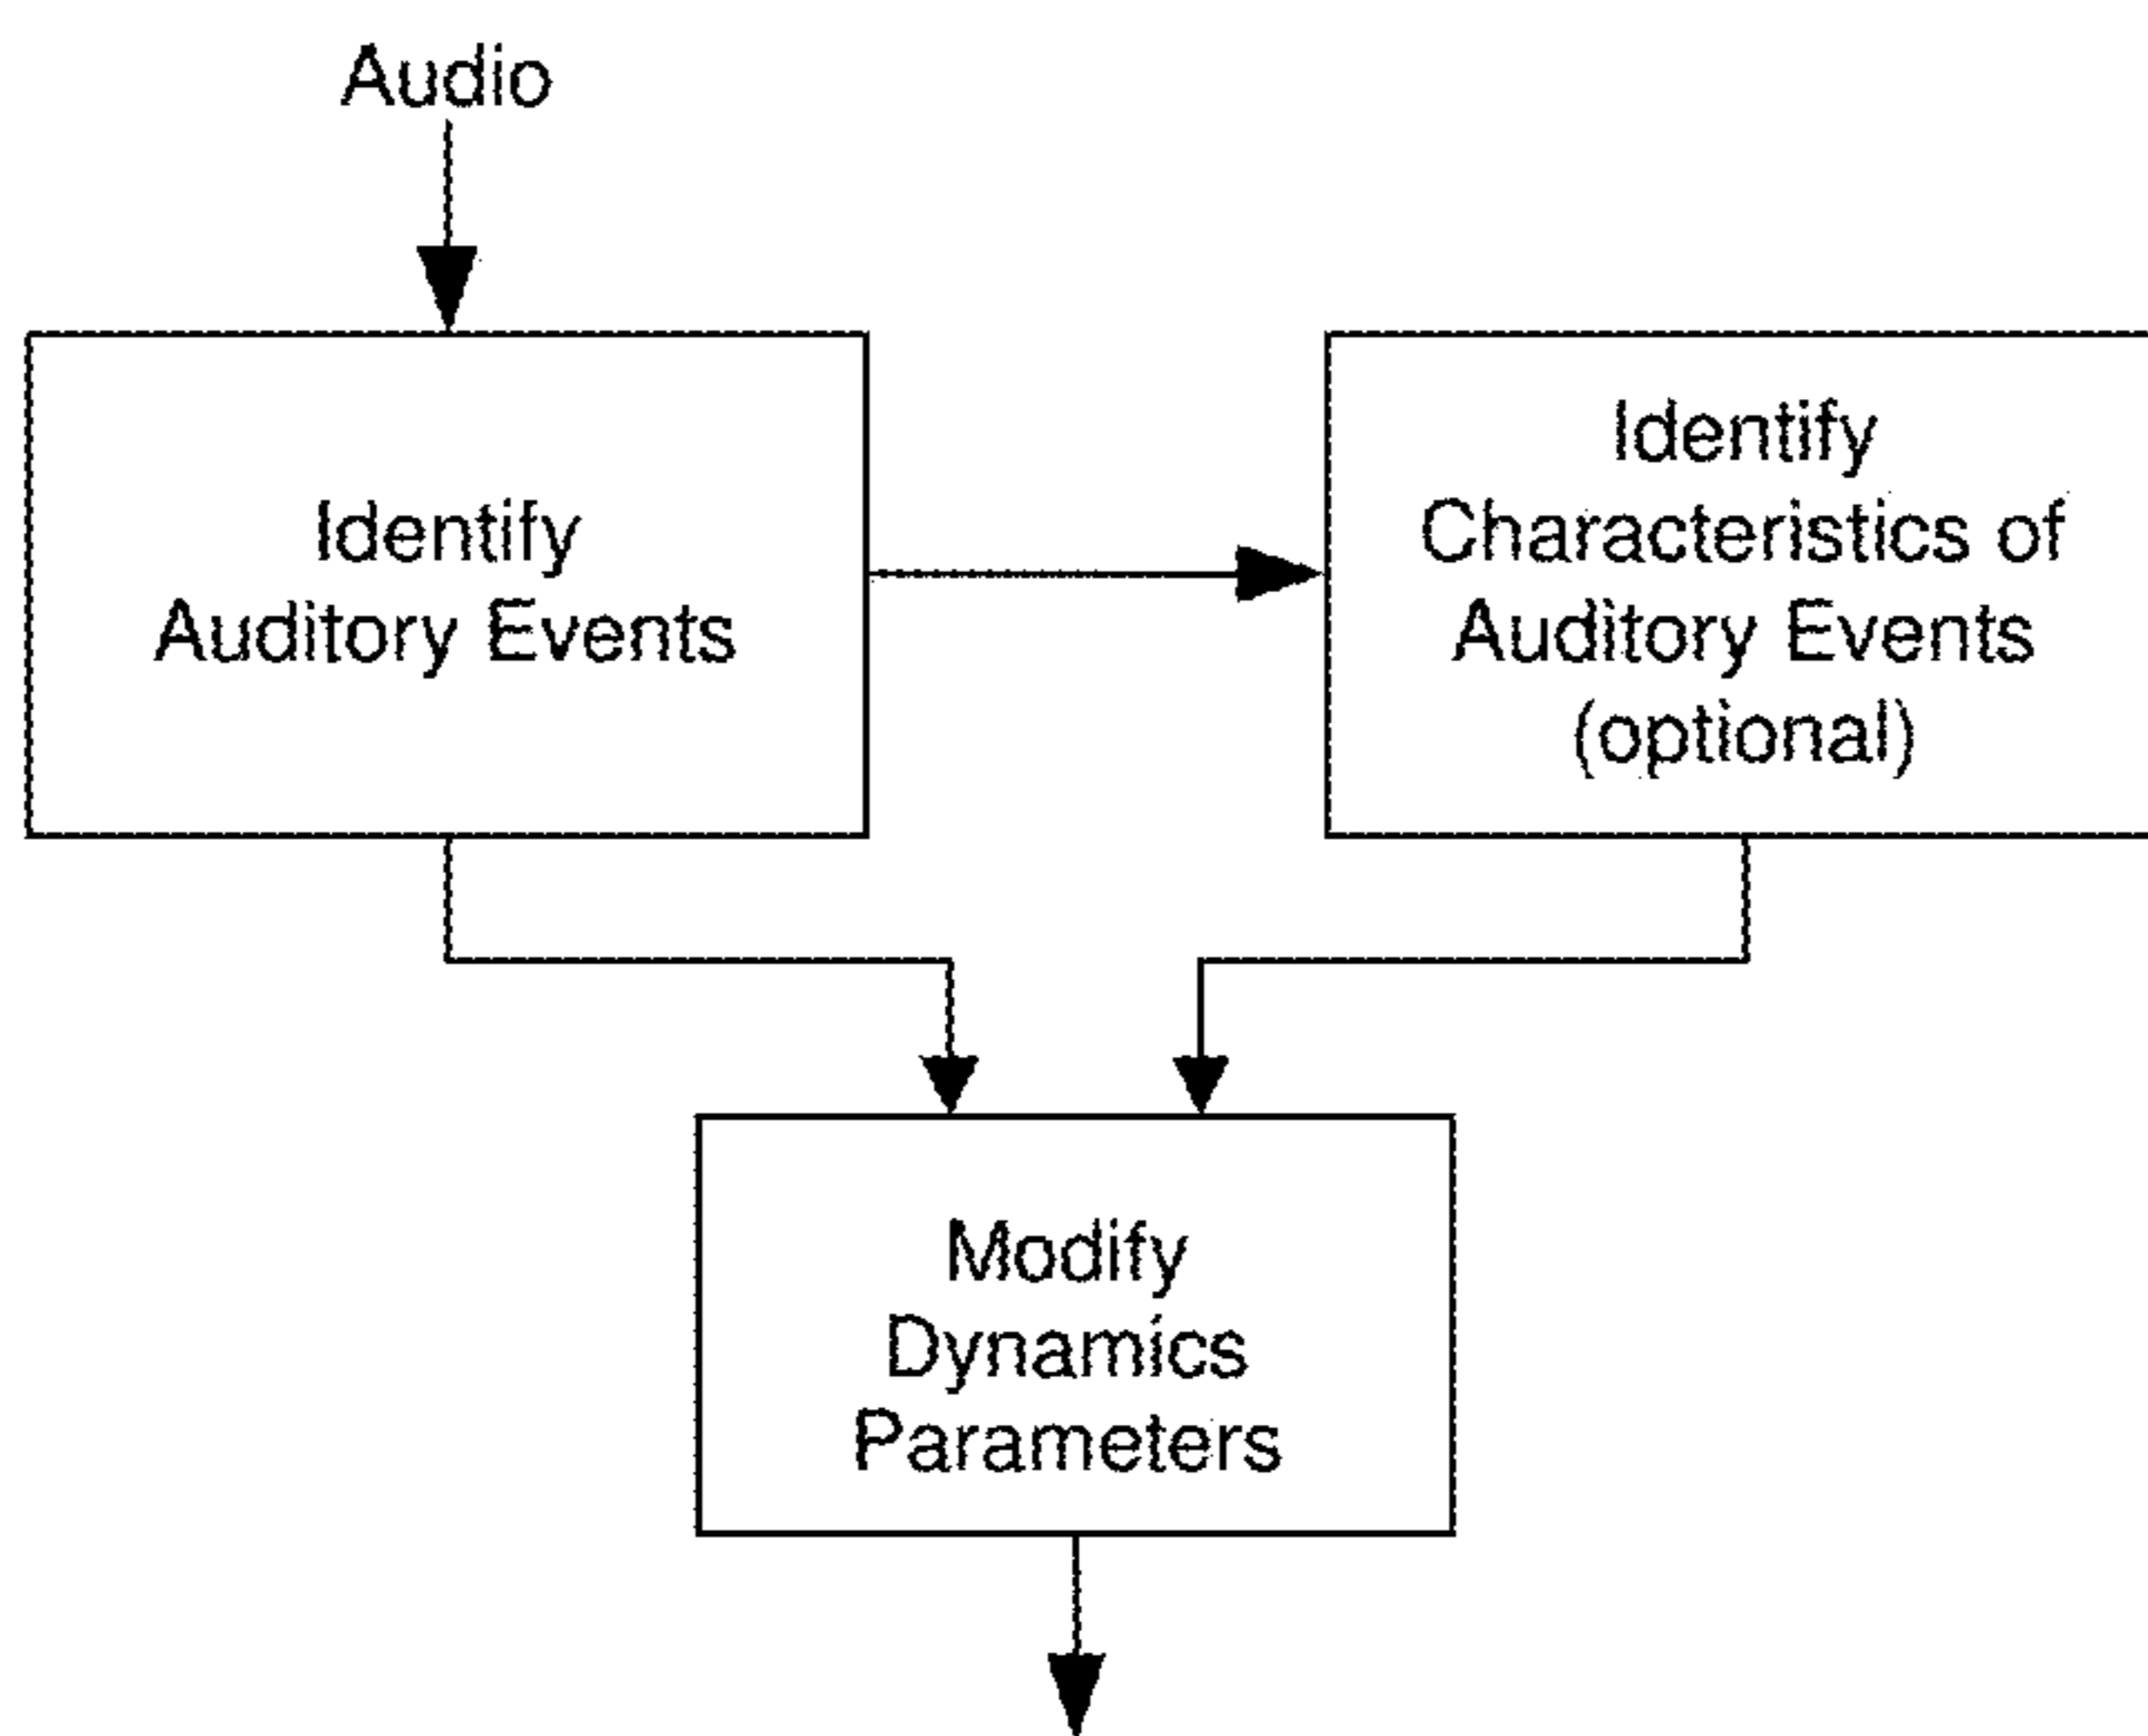 Audio
Identify
Auditory Events
Identify
Characteristics of
Auditory Events
(optional)
Modify
Dynamics
Parameters